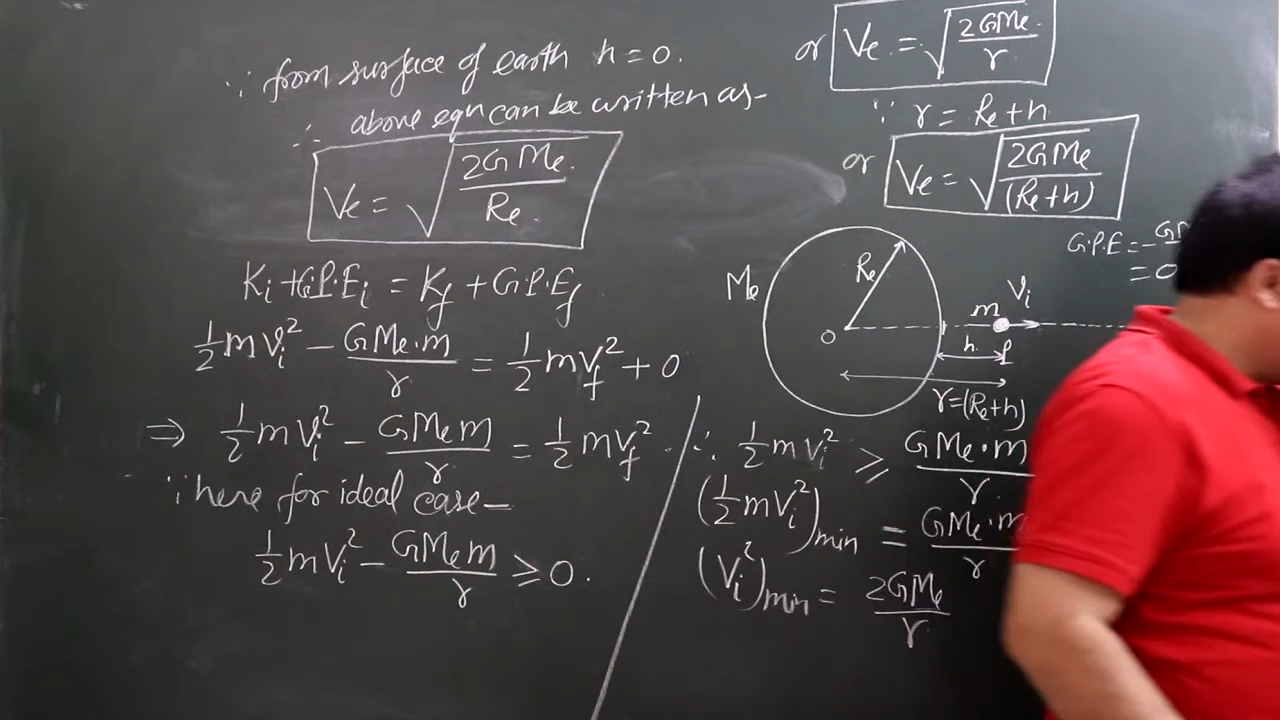 ∵ from surface of earth h = 0.
∴ above eqn can be written as-
Ve = √(2GMe / Re)
Ki + G.P.Ei = Kf + G.P.Ef
½mVi² - GMe·m / r = ½mVf² + 0
⇒ ½mVi² - GMem / r = ½mVf²
∵ here for ideal case-
½mVi² - GMem / r ≥ 0.
or Ve = √(2GMe / r)
∵ r = Re + h
or Ve = √(2GMe / (Re + h))
G.P.E = -
= 0
Me
Re
O
m
Vi
h
P
r = (Re + h)
∴ ½mVi² ≥ GMe·m / r
(½mVi²)min = GMe·m / r
(Vi²)min = 2GMe / r